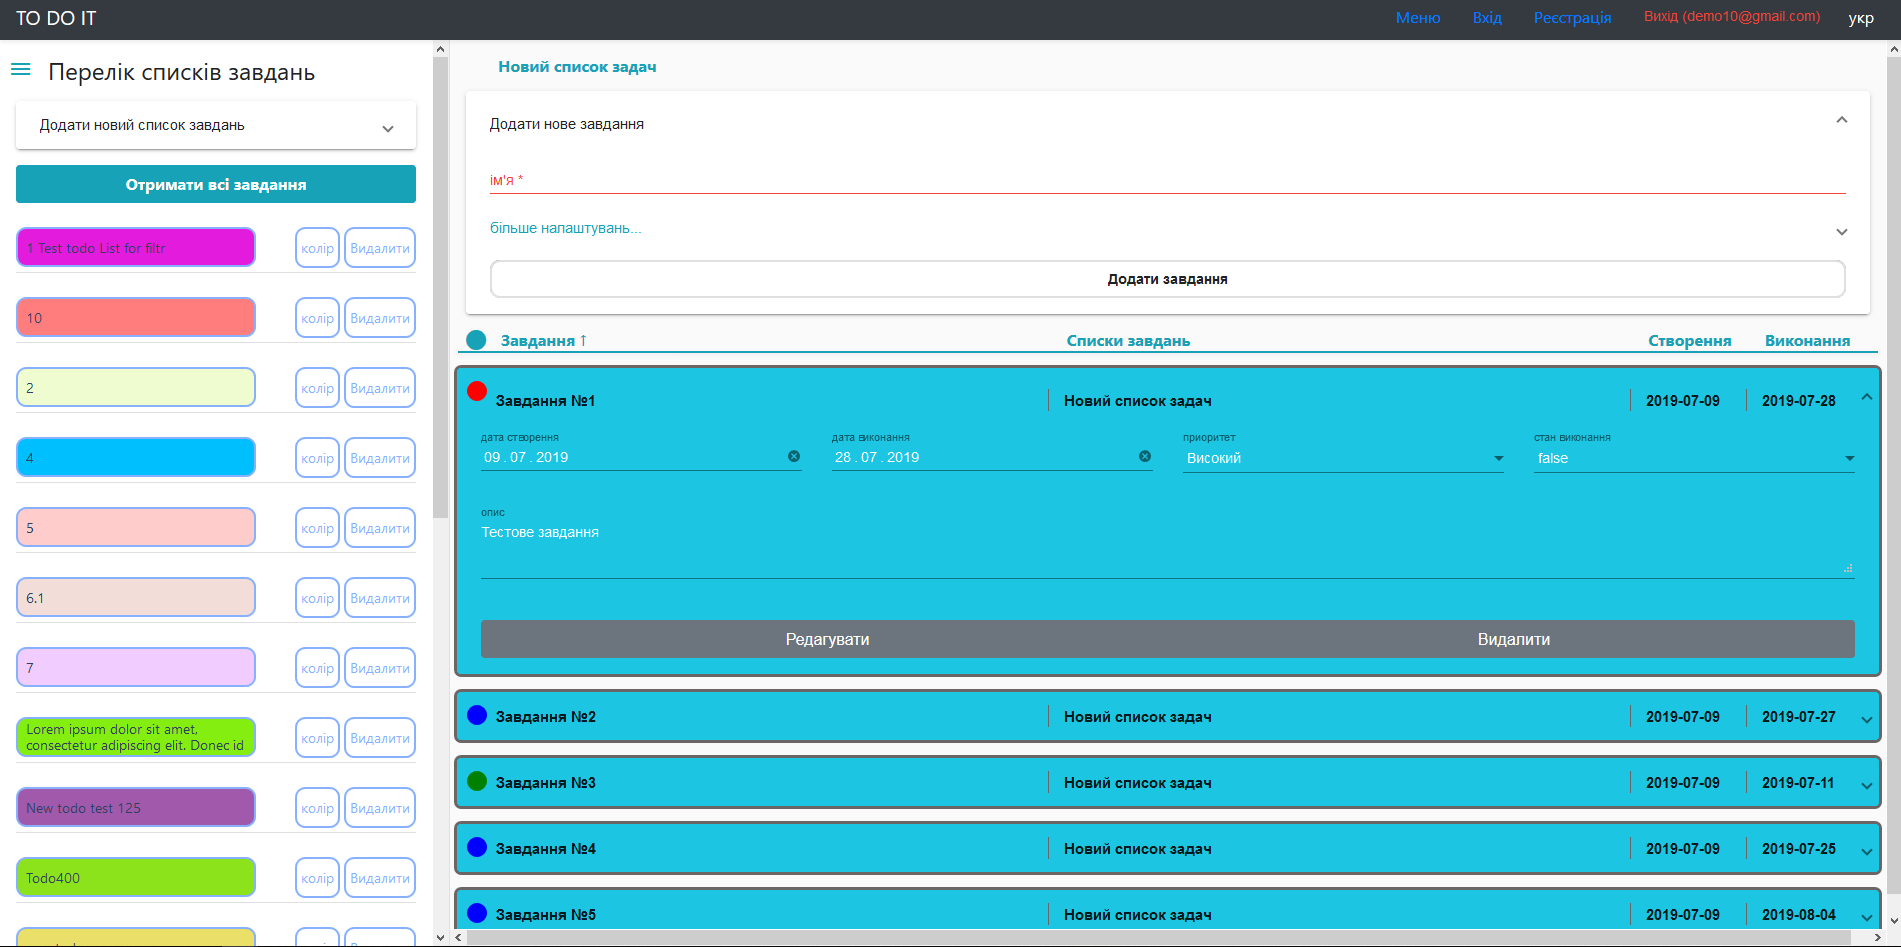 TO DO IT
Меню
Вхід
Реєстрація
Вихід (demo10@gmail.com)
укр
Перелік списків завдань
Додати новий список завдань
Отримати всі завдання
1 Test todo List for filtr
колір
Видалити
10
колір
Видалити
2
колір
Видалити
4
колір
Видалити
5
колір
Видалити
6.1
колір
Видалити
7
колір
Видалити
Lorem ipsum dolor sit amet,
consectetur adipiscing elit. Donec id
колір
Видалити
New todo test 125
колір
Видалити
Todo400
колір
Видалити
Новий список задач
Додати нове завдання
ім'я *
більше налаштувань...
Додати завдання
Завдання ↑
Списки завдань
Створення
Виконання
Завдання №1
Новий список задач
2019-07-09
2019-07-28
дата створення
09 . 07 . 2019
дата виконання
28 . 07 . 2019
приоритет
Високий
стан виконання
false
опис
Тестове завдання
Редагувати
Видалити
Завдання №2
Новий список задач
2019-07-09
2019-07-27
Завдання №3
Новий список задач
2019-07-09
2019-07-11
Завдання №4
Новий список задач
2019-07-09
2019-07-25
Завдання №5
Новий список задач
2019-07-09
2019-08-04